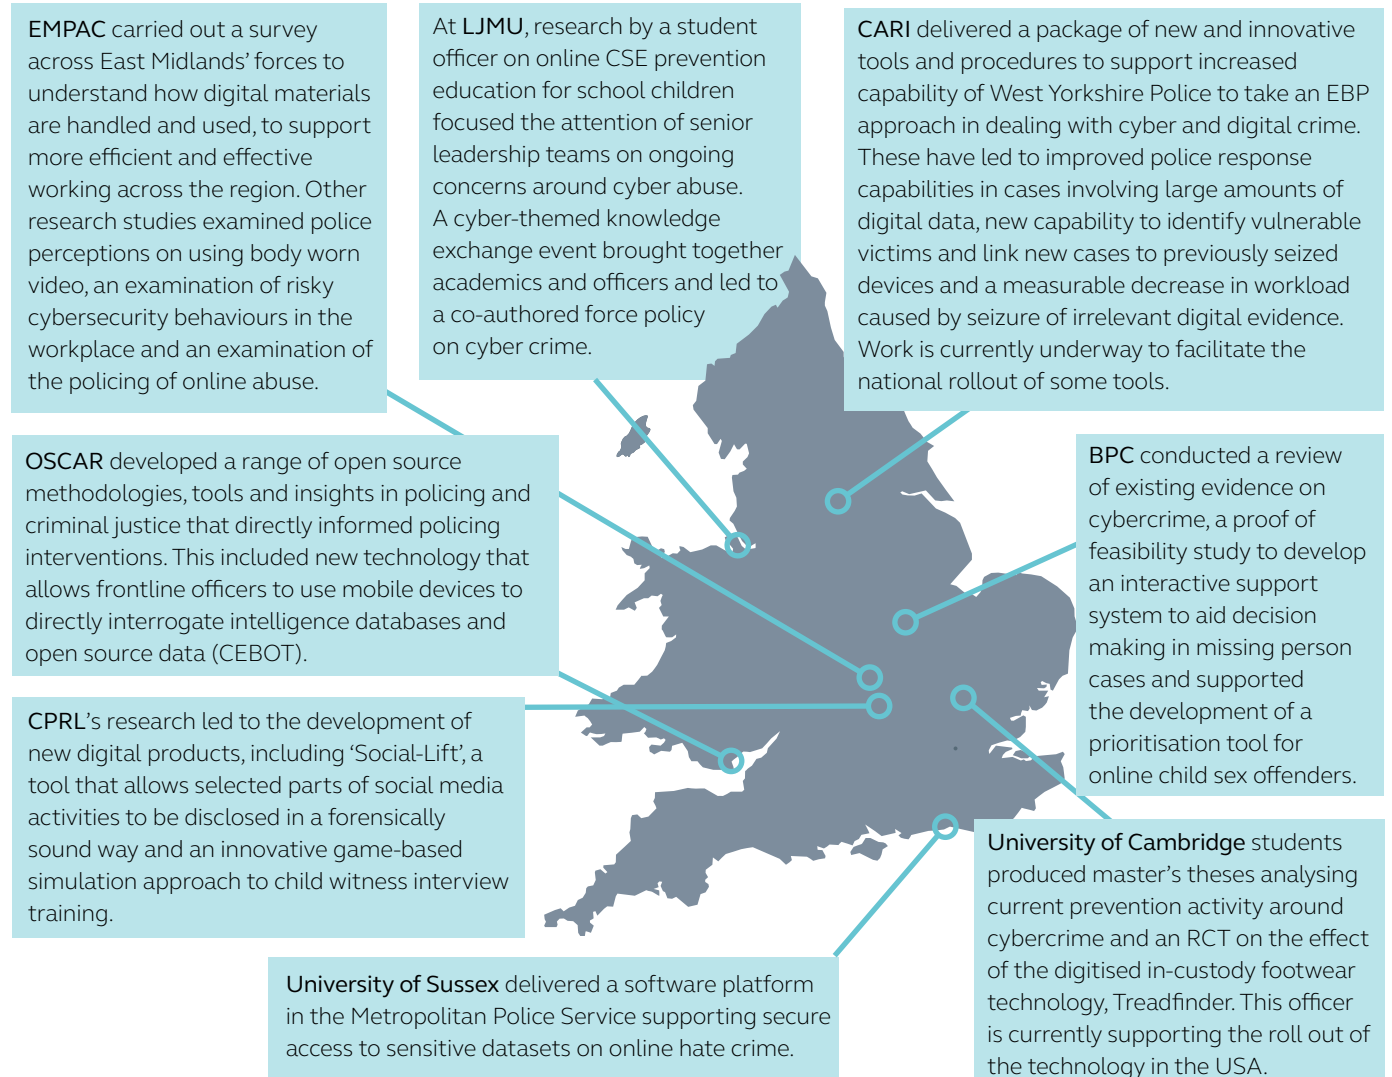 EMPAC carried out a survey
across East Midlands’ forces to
understand how digital materials
are handled and used, to support
more efficient and effective
working across the region. Other
research studies examined police
perceptions on using body worn
video, an examination of risky
cybersecurity behaviours in the
workplace and an examination of
the policing of online abuse.
At LJMU, research by a student
officer on online CSE prevention
education for school children
focused the attention of senior
leadership teams on ongoing
concerns around cyber abuse.
A cyber-themed knowledge
exchange event brought together
academics and officers and led to
a co-authored force policy
on cyber crime.
CARI delivered a package of new and innovative
tools and procedures to support increased
capability of West Yorkshire Police to take an EBP
approach in dealing with cyber and digital crime.
These have led to improved police response
capabilities in cases involving large amounts of
digital data, new capability to identify vulnerable
victims and link new cases to previously seized
devices and a measurable decrease in workload
caused by seizure of irrelevant digital evidence.
Work is currently underway to facilitate the
national rollout of some tools.
OSCAR developed a range of open source
methodologies, tools and insights in policing and
criminal justice that directly informed policing
interventions. This included new technology that
allows frontline officers to use mobile devices to
directly interrogate intelligence databases and
open source data (CEBOT).
BPC conducted a review
of existing evidence on
cybercrime, a proof of
feasibility study to develop
an interactive support
system to aid decision
making in missing person
cases and supported
the development of a
prioritisation tool for
online child sex offenders.
CPRL’s research led to the development of
new digital products, including ‘Social-Lift’, a
tool that allows selected parts of social media
activities to be disclosed in a forensically
sound way and an innovative game-based
simulation approach to child witness interview
training.
University of Cambridge students
produced master’s theses analysing
current prevention activity around
cybercrime and an RCT on the effect
of the digitised in-custody footwear
technology, Treadfinder. This officer
is currently supporting the roll out of
the technology in the USA.
University of Sussex delivered a software platform
in the Metropolitan Police Service supporting secure
access to sensitive datasets on online hate crime.